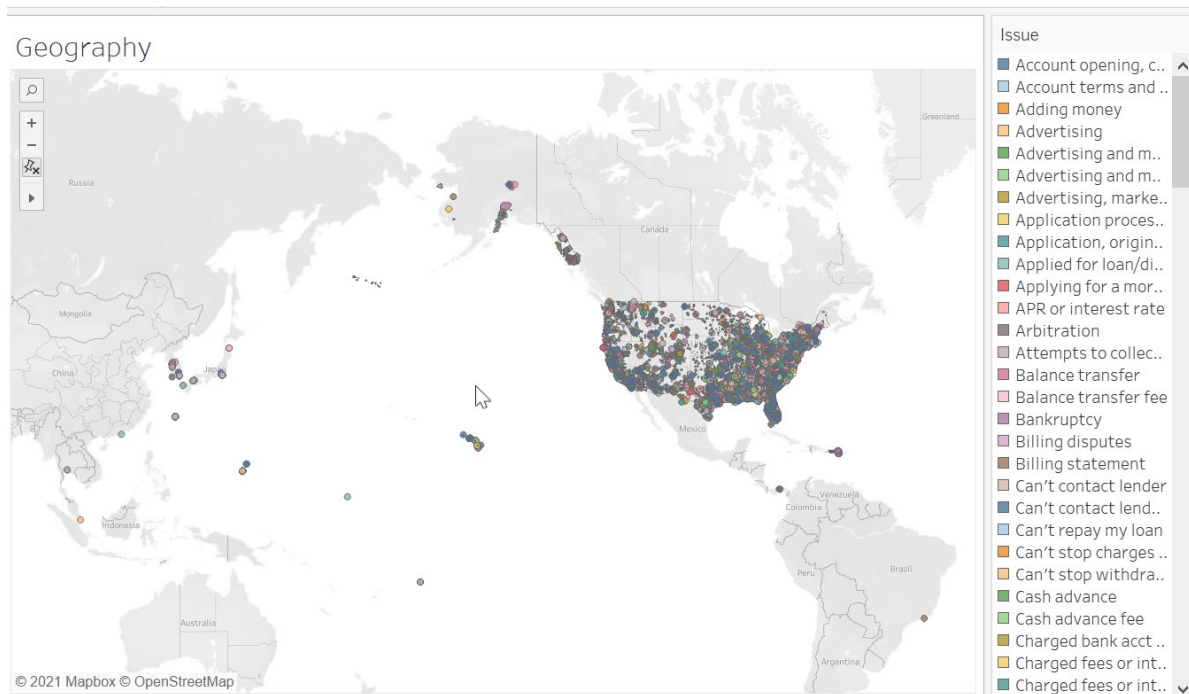 Geography
Greenland
Russia
Canada
Mongolia
China
Japan
Mexico
Venezuela
Colombia
Indonesia
Peru
Brazil
Australia
Argentina
© 2021 Mapbox © OpenStreetMap
Issue
Account opening, c..
Account terms and ..
Adding money
Advertising
Advertising and m..
Advertising and m..
Advertising, marke..
Application proces..
Application, origin..
Applied for loan/di..
Applying for a mor..
APR or interest rate
Arbitration
Attempts to collec..
Balance transfer
Balance transfer fee
Bankruptcy
Billing disputes
Billing statement
Can't contact lender
Can't contact lend..
Can't repay my loan
Can't stop charges ..
Can't stop withdra..
Cash advance
Cash advance fee
Charged bank acct ..
Charged fees or int..
Charged fees or int..